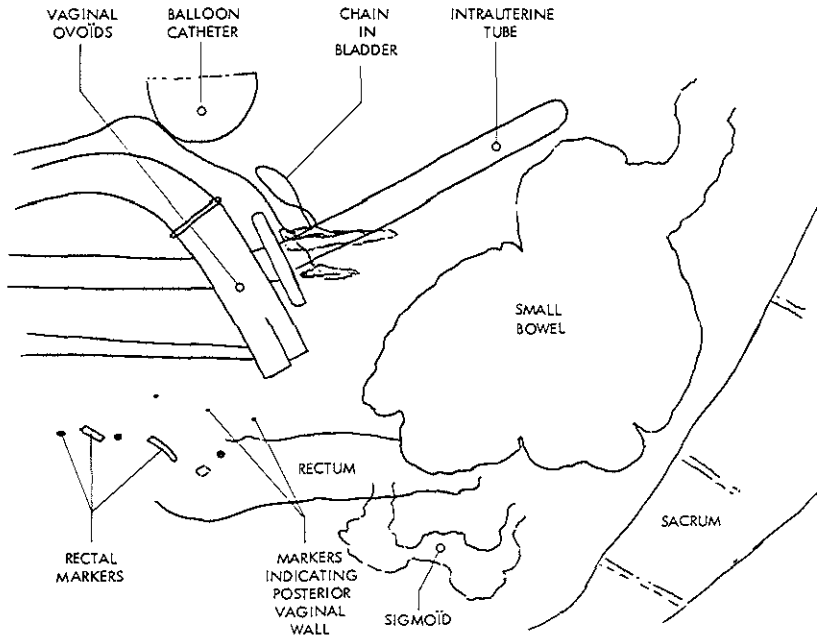 VAGINAL
OVOÏDS
BALLOON
CATHETER
CHAIN
IN
BLADDER
INTRAUTERINE
TUBE
SMALL
BOWEL
RECTUM
SACRUM
RECTAL
MARKERS
MARKERS
INDICATING
POSTERIOR
VAGINAL
WALL
SIGMOÏD